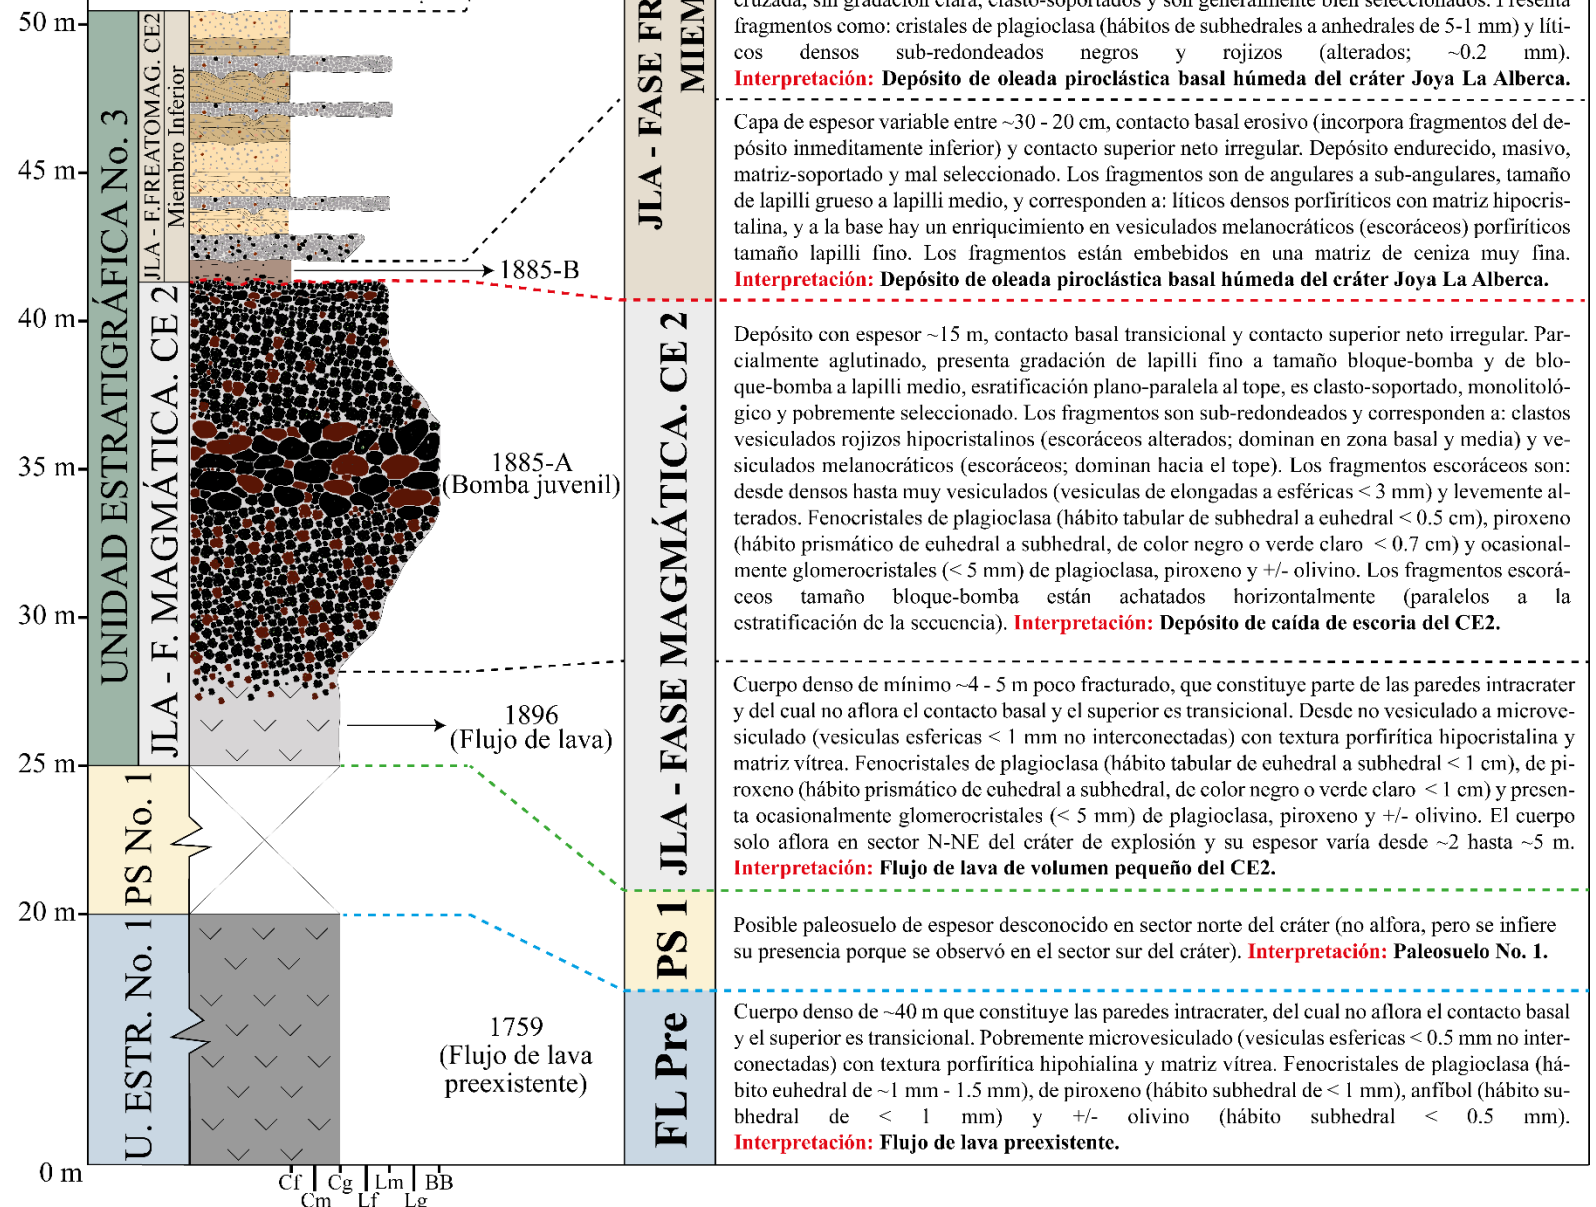 50 m
45 m
40 m
35 m
30 m
25 m
20 m
0 m
UNIDAD ESTRATIGRÁFICA No. 3
PS No. 1
U. ESTR. No. 1
JLA - F.FREATOMAG. CE2
Miembro Inferior
JLA - F. MAGMÁTICA. CE 2
1885-B
1885-A
(Bomba juvenil)
1896
(Flujo de lava)
1759
(Flujo de lava
preexistente)
Cf
Cm
Cg
Lf
Lm
Lg
BB
JLA - FASE FR
MIEM
JLA - FASE MAGMÁTICA. CE 2
PS 1
FL Pre
cruzada, sin gradación clara, clasto-soportados y son generalmente bien seleccionados. Presenta
fragmentos como: cristales de plagioclasa (hábitos de subhedrales a anhedrales de 5-1 mm) y líti-
cos densos sub-redondeados negros y rojizos (alterados; ~0.2 mm).
Interpretación: Depósito de oleada piroclástica basal húmeda del cráter Joya La Alberca.
Capa de espesor variable entre ~30 - 20 cm, contacto basal erosivo (incorpora fragmentos del de-
pósito inmeditamente inferior) y contacto superior neto irregular. Depósito endurecido, masivo,
matriz-soportado y mal seleccionado. Los fragmentos son de angulares a sub-angulares, tamaño
de lapilli grueso a lapilli medio, y corresponden a: líticos densos porfiríticos con matriz hipocris-
talina, y a la base hay un enriqucimiento en vesiculados melanocráticos (escoráceos) porfiríticos
tamaño lapilli fino. Los fragmentos están embebidos en una matriz de ceniza muy fina.
Interpretación: Depósito de oleada piroclástica basal húmeda del cráter Joya La Alberca.
Depósito con espesor ~15 m, contacto basal transicional y contacto superior neto irregular. Par-
cialmente aglutinado, presenta gradación de lapilli fino a tamaño bloque-bomba y de blo-
que-bomba a lapilli medio, esratificación plano-paralela al tope, es clasto-soportado, monolitoló-
gico y pobremente seleccionado. Los fragmentos son sub-redondeados y corresponden a: clastos
vesiculados rojizos hipocristalinos (escoráceos alterados; dominan en zona basal y media) y ve-
siculados melanocráticos (escoráceos; dominan hacia el tope). Los fragmentos escoráceos son:
desde densos hasta muy vesiculados (vesiculas de elongadas a esféricas < 3 mm) y levemente al-
terados. Fenocristales de plagioclasa (hábito tabular de subhedral a euhedral < 0.5 cm), piroxeno
(hábito prismático de euhedral a subhedral, de color negro o verde claro < 0.7 cm) y ocasional-
mente glomerocristales (< 5 mm) de plagioclasa, piroxeno y +/- olivino. Los fragmentos escorá-
ceos tamaño bloque-bomba están achatados horizontalmente (paralelos a la
estratificación de la secuencia). Interpretación: Depósito de caída de escoria del CE2.
Cuerpo denso de mínimo ~4 - 5 m poco fracturado, que constituye parte de las paredes intracrater
y del cual no aflora el contacto basal y el superior es transicional. Desde no vesiculado a microve-
siculado (vesiculas esfericas < 1 mm no interconectadas) con textura porfirítica hipocristalina y
matriz vítrea. Fenocristales de plagioclasa (hábito tabular de euhedral a subhedral < 1 cm), de pi-
roxeno (hábito prismático de euhedral a subhedral, de color negro o verde claro < 1 cm) y presen-
ta ocasionalmente glomerocristales (< 5 mm) de plagioclasa, piroxeno y +/- olivino. El cuerpo
solo aflora en sector N-NE del cráter de explosión y su espesor varía desde ~2 hasta ~5 m.
Interpretación: Flujo de lava de volumen pequeño del CE2.
Posible paleosuelo de espesor desconocido en sector norte del cráter (no alfora, pero se infiere
su presencia porque se observó en el sector sur del cráter). Interpretación: Paleosuelo No. 1.
Cuerpo denso de ~40 m que constituye las paredes intracrater, del cual no aflora el contacto basal
y el superior es transicional. Pobremente microvesiculado (vesiculas esfericas < 0.5 mm no inter-
conectadas) con textura porfirítica hipohialina y matriz vítrea. Fenocristales de plagioclasa (há-
bito euhedral de ~1 mm - 1.5 mm), de piroxeno (hábito subhedral de < 1 mm), anfíbol (hábito su-
bhedral de < 1 mm) y +/- olivino (hábito subhedral < 0.5 mm).
Interpretación: Flujo de lava preexistente.